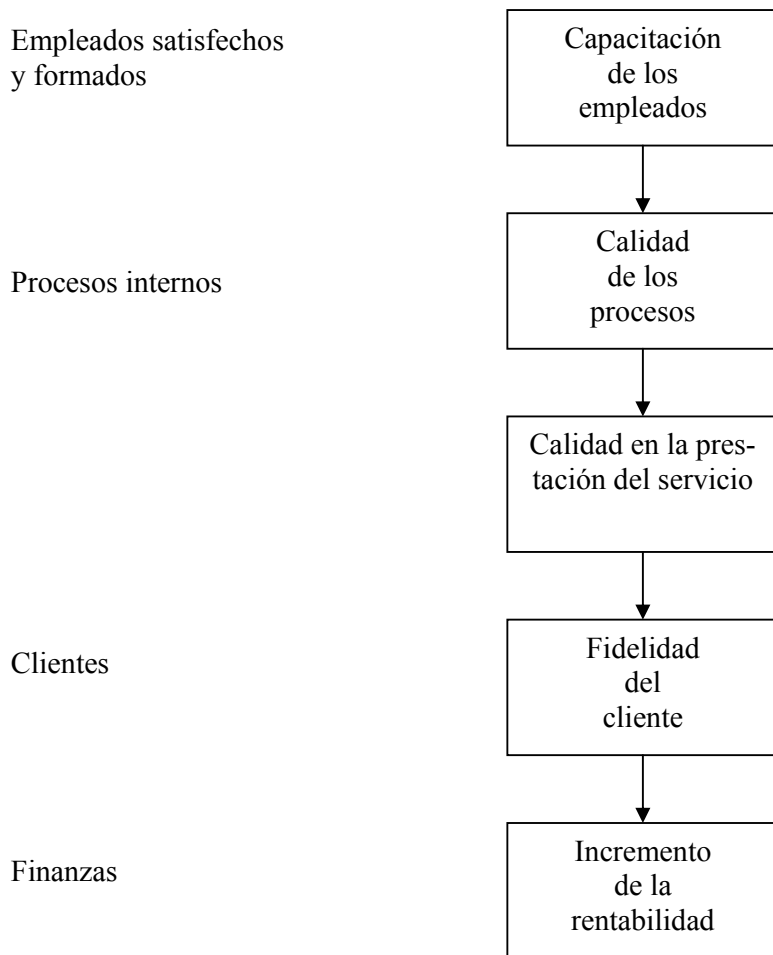 Empleados satisfechos
y formados
Capacitación
de los
empleados
Procesos internos
Calidad
de los
procesos
Calidad en la pres-
tación del servicio
Clientes
Fidelidad
del
cliente
Finanzas
Incremento
de la
rentabilidad